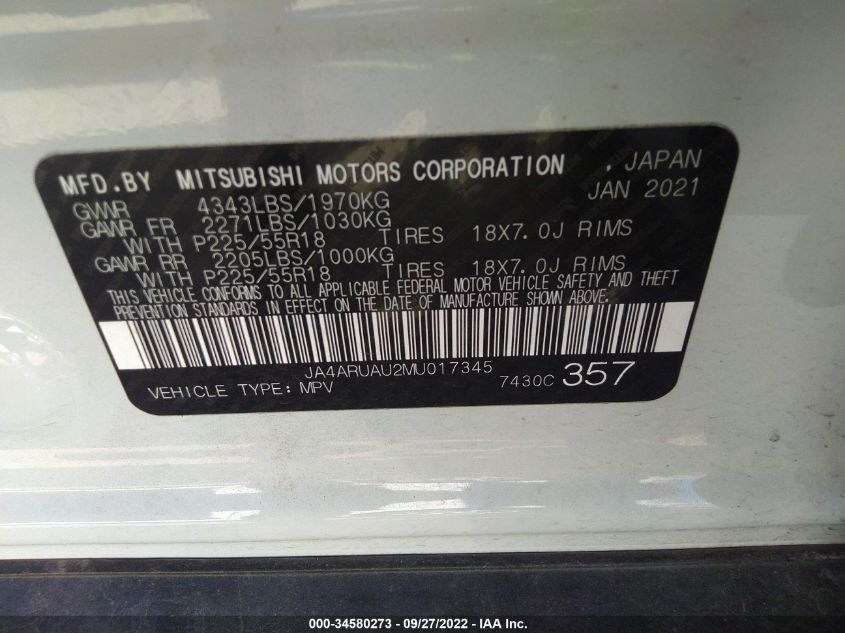 MFD.BY MITSUBISHI MOTORS CORPORATION . JAPAN
JAN 2021
GVWR 4343LBS/1970KG
GAWR FR 2271LBS/1030KG
WITH P225/55R18 TIRES 18X7.0J RIMS
GAWR RR 2205LBS/1000KG
WITH P225/55R18 TIRES 18X7.0J RIMS
THIS VEHICLE CONFORMS TO ALL APPLICABLE FEDERAL MOTOR VEHICLE SAFETY AND THEFT
PREVENTION STANDARDS IN EFFECT ON THE DATE OF MANUFACTURE SHOWN ABOVE.
JA4ARUAU2MU017345
VEHICLE TYPE: MPV 7430C 357
000-34580273 - 09/27/2022 - IAA Inc.